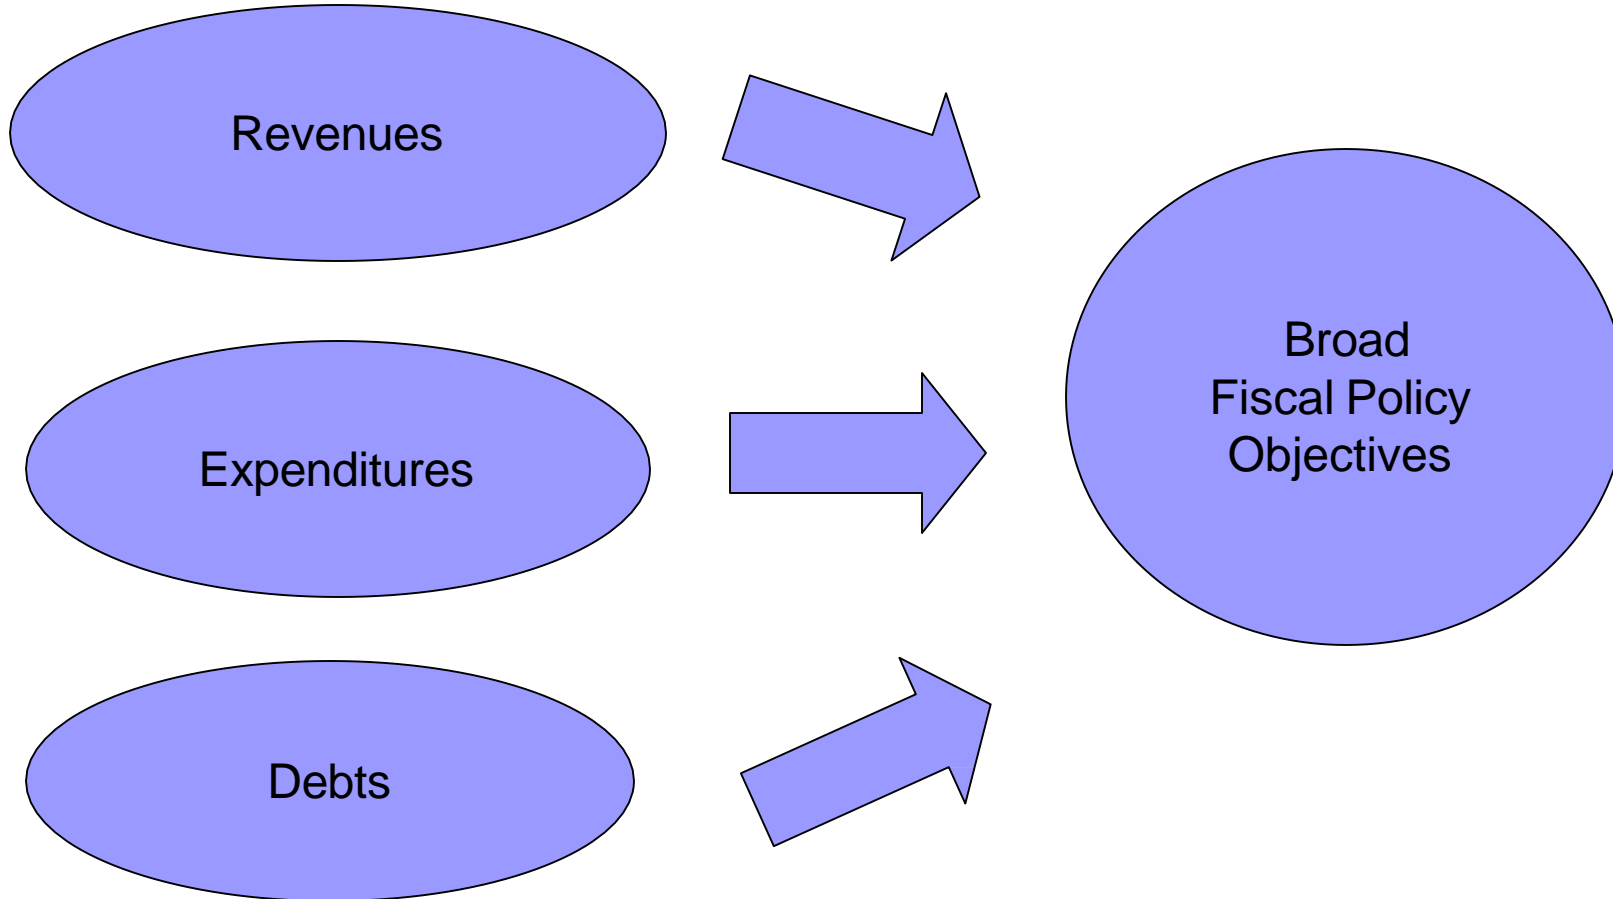 Revenues
Expenditures
Debts
Broad
Fiscal Policy
Objectives